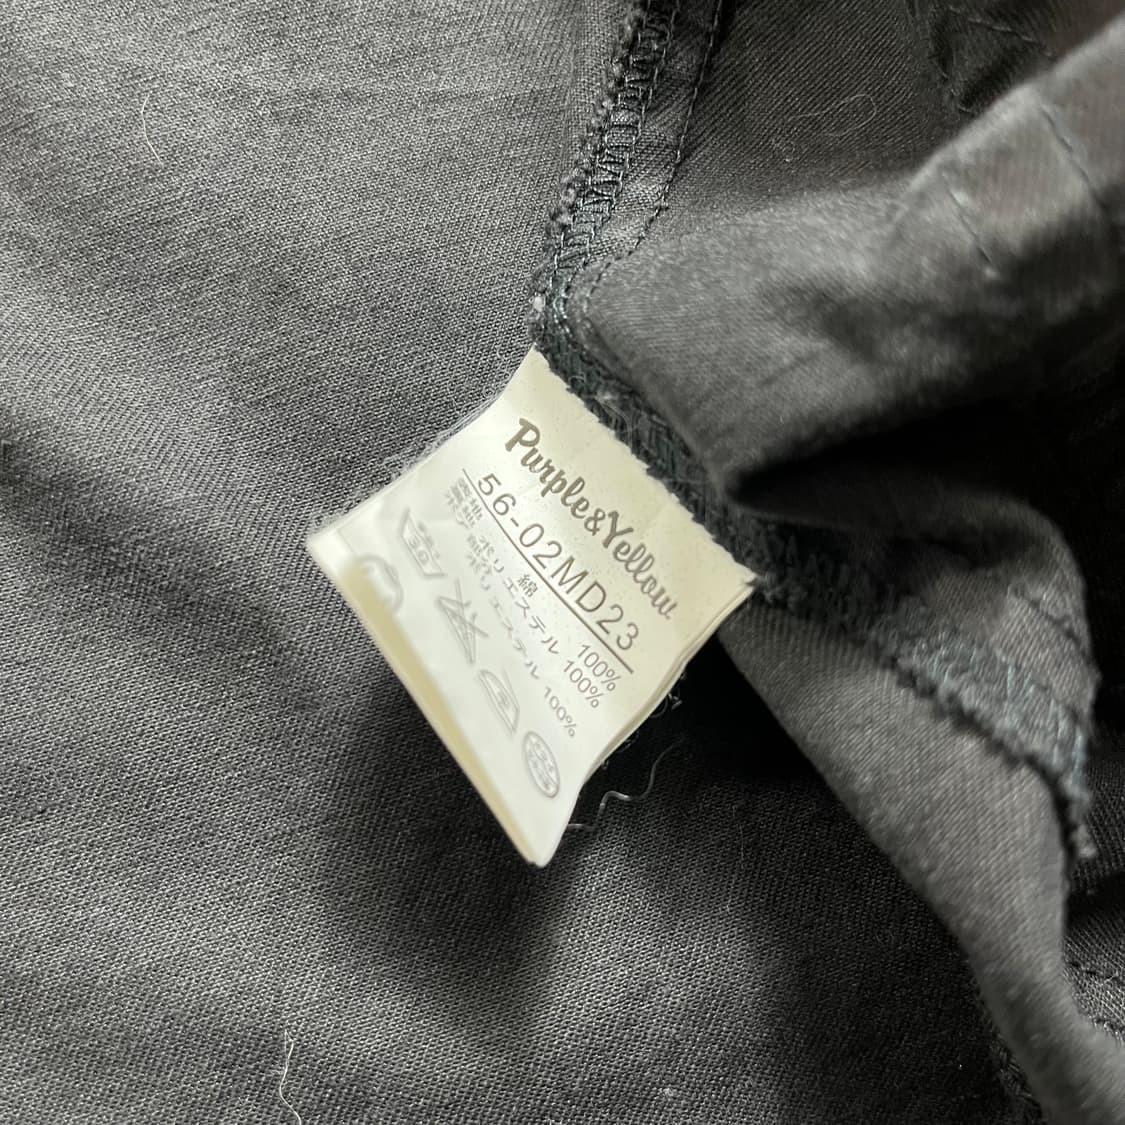 Purple&Yellow
56-02MD23
綿 100%
ポリエステル 100%
ポリエステル 100%